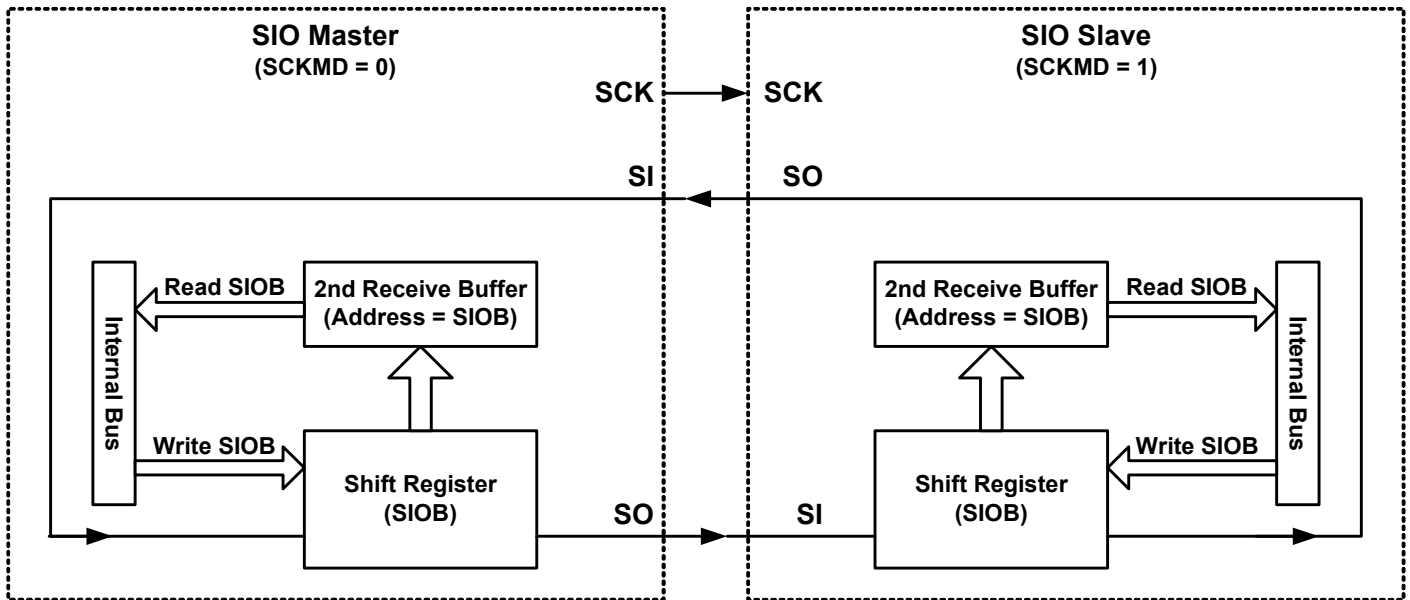 SIO Master
(SCKMD = 0)
SIO Slave
(SCKMD = 1)
SCK
SCK
SI
SO
Internal Bus
Read SIOB
2nd Receive Buffer
(Address = SIOB)
Write SIOB
Shift Register
(SIOB)
SO
SI
2nd Receive Buffer
(Address = SIOB)
Read SIOB
Internal Bus
Shift Register
(SIOB)
Write SIOB